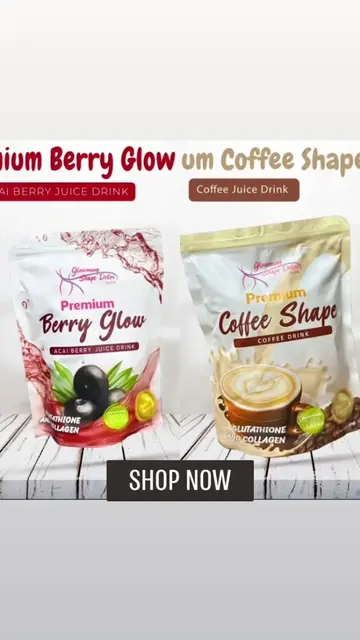 nium Berry Glow
AI BERRY JUICE DRINK
um Coffee Shape
Coffee Juice Drink
Premium
Berry Glow
ACAI BERRY JUICE DRINK
GLUTATHIONE
COLLAGEN
Premium
Coffee Shape
COFFEE DRINK
GLUTATHIONE
AND COLLAGEN
SHOP NOW